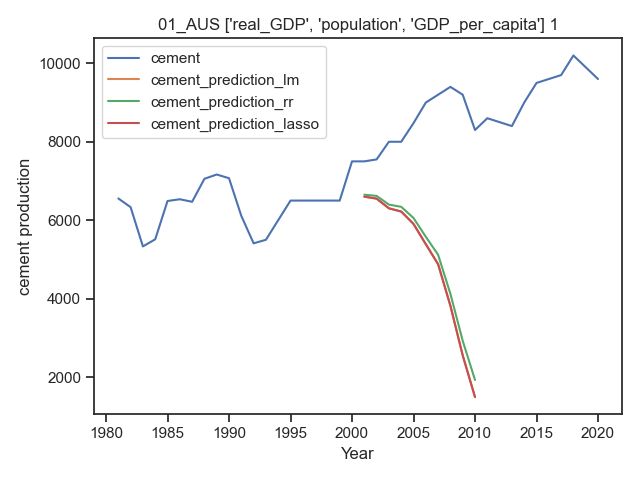 01_AUS ['real_GDP', 'population', 'GDP_per_capita'] 1
cement
cement_prediction_lm
cement_prediction_rr
cement_prediction_lasso
cement production
10000
8000
6000
4000
2000
1980 1985 1990 1995 2000 2005 2010 2015 2020
Year